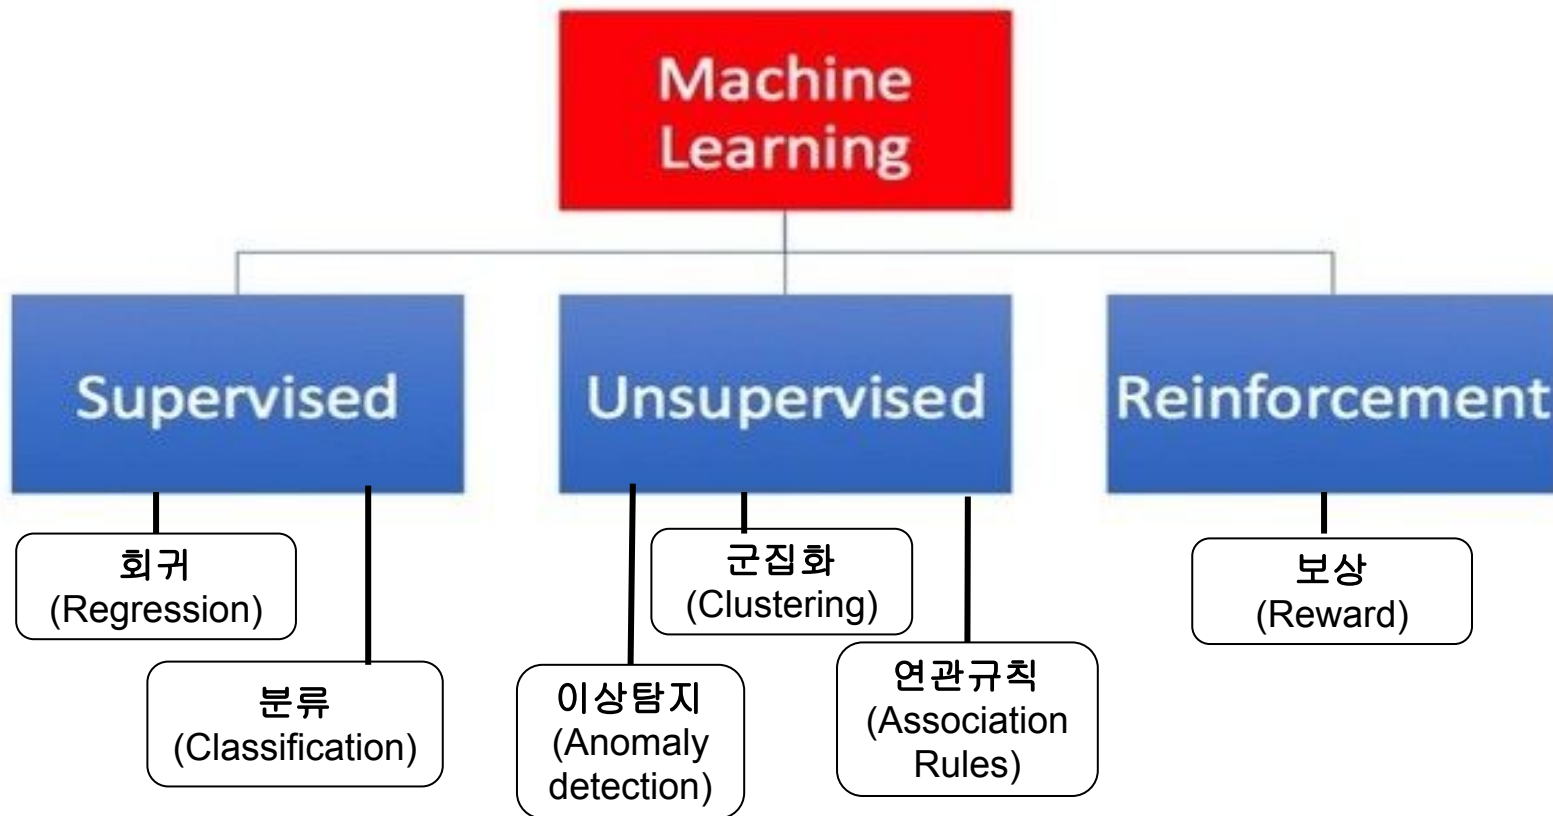 Machine
Learning
Supervised
Unsupervised
Reinforcement
회귀
(Regression)
분류
(Classification)
이상탐지
(Anomaly
detection)
군집화
(Clustering)
연관규칙
(Association
Rules)
보상
(Reward)